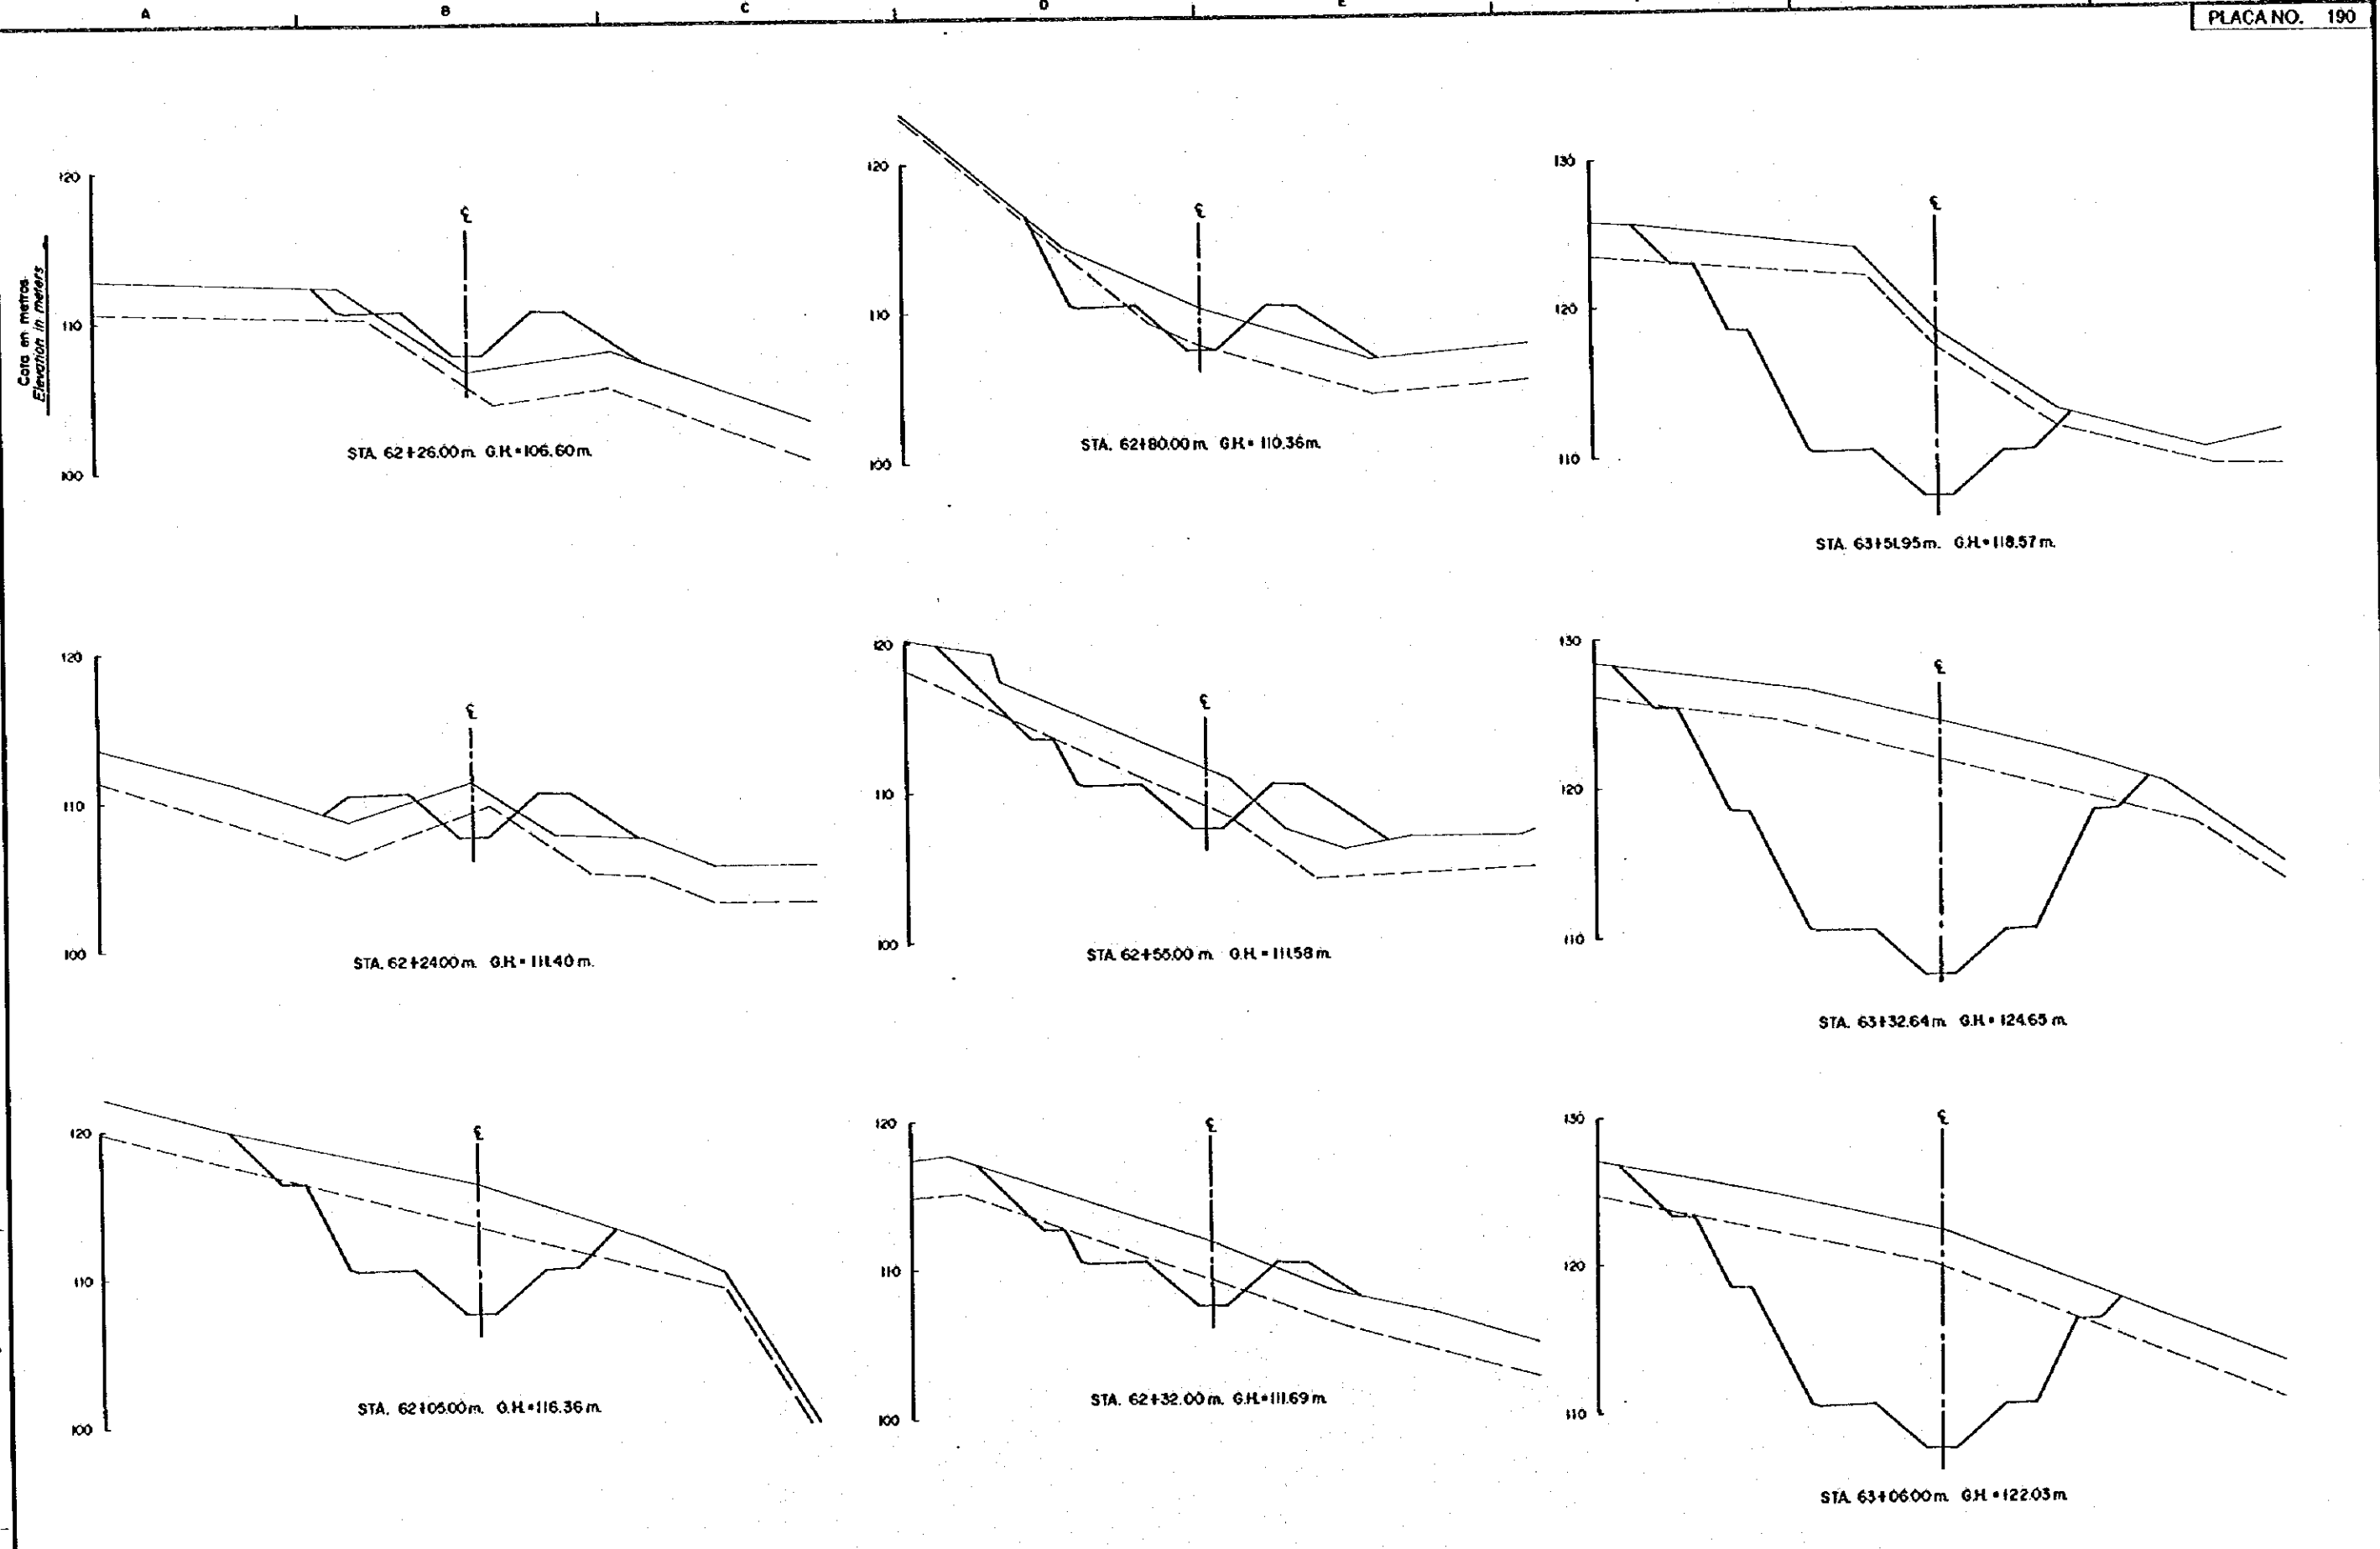 A B C D E
PLACA NO. 190
Cota en metros
Elevation in meters
120
110
100
℄
STA. 62+26.00 m. G.H.=106.60 m.
120
110
100
℄
STA. 62+80.00 m. G.H.= 110.36 m.
130
120
110
℄
STA. 63+51.95 m. G.H.=118.57 m.
120
110
100
℄
STA. 62+24.00 m. G.H.= 111.40 m.
120
110
100
℄
STA. 62+55.00 m. G.H.= 111.58 m.
130
120
110
℄
STA. 63+32.64 m. G.H.= 124.65 m.
120
110
100
℄
STA. 62+05.00 m. G.H.=116.36 m.
120
110
100
℄
STA. 62+32.00 m. G.H.=111.69 m.
130
120
110
℄
STA. 63+06.00 m. G.H.=122.03 m.